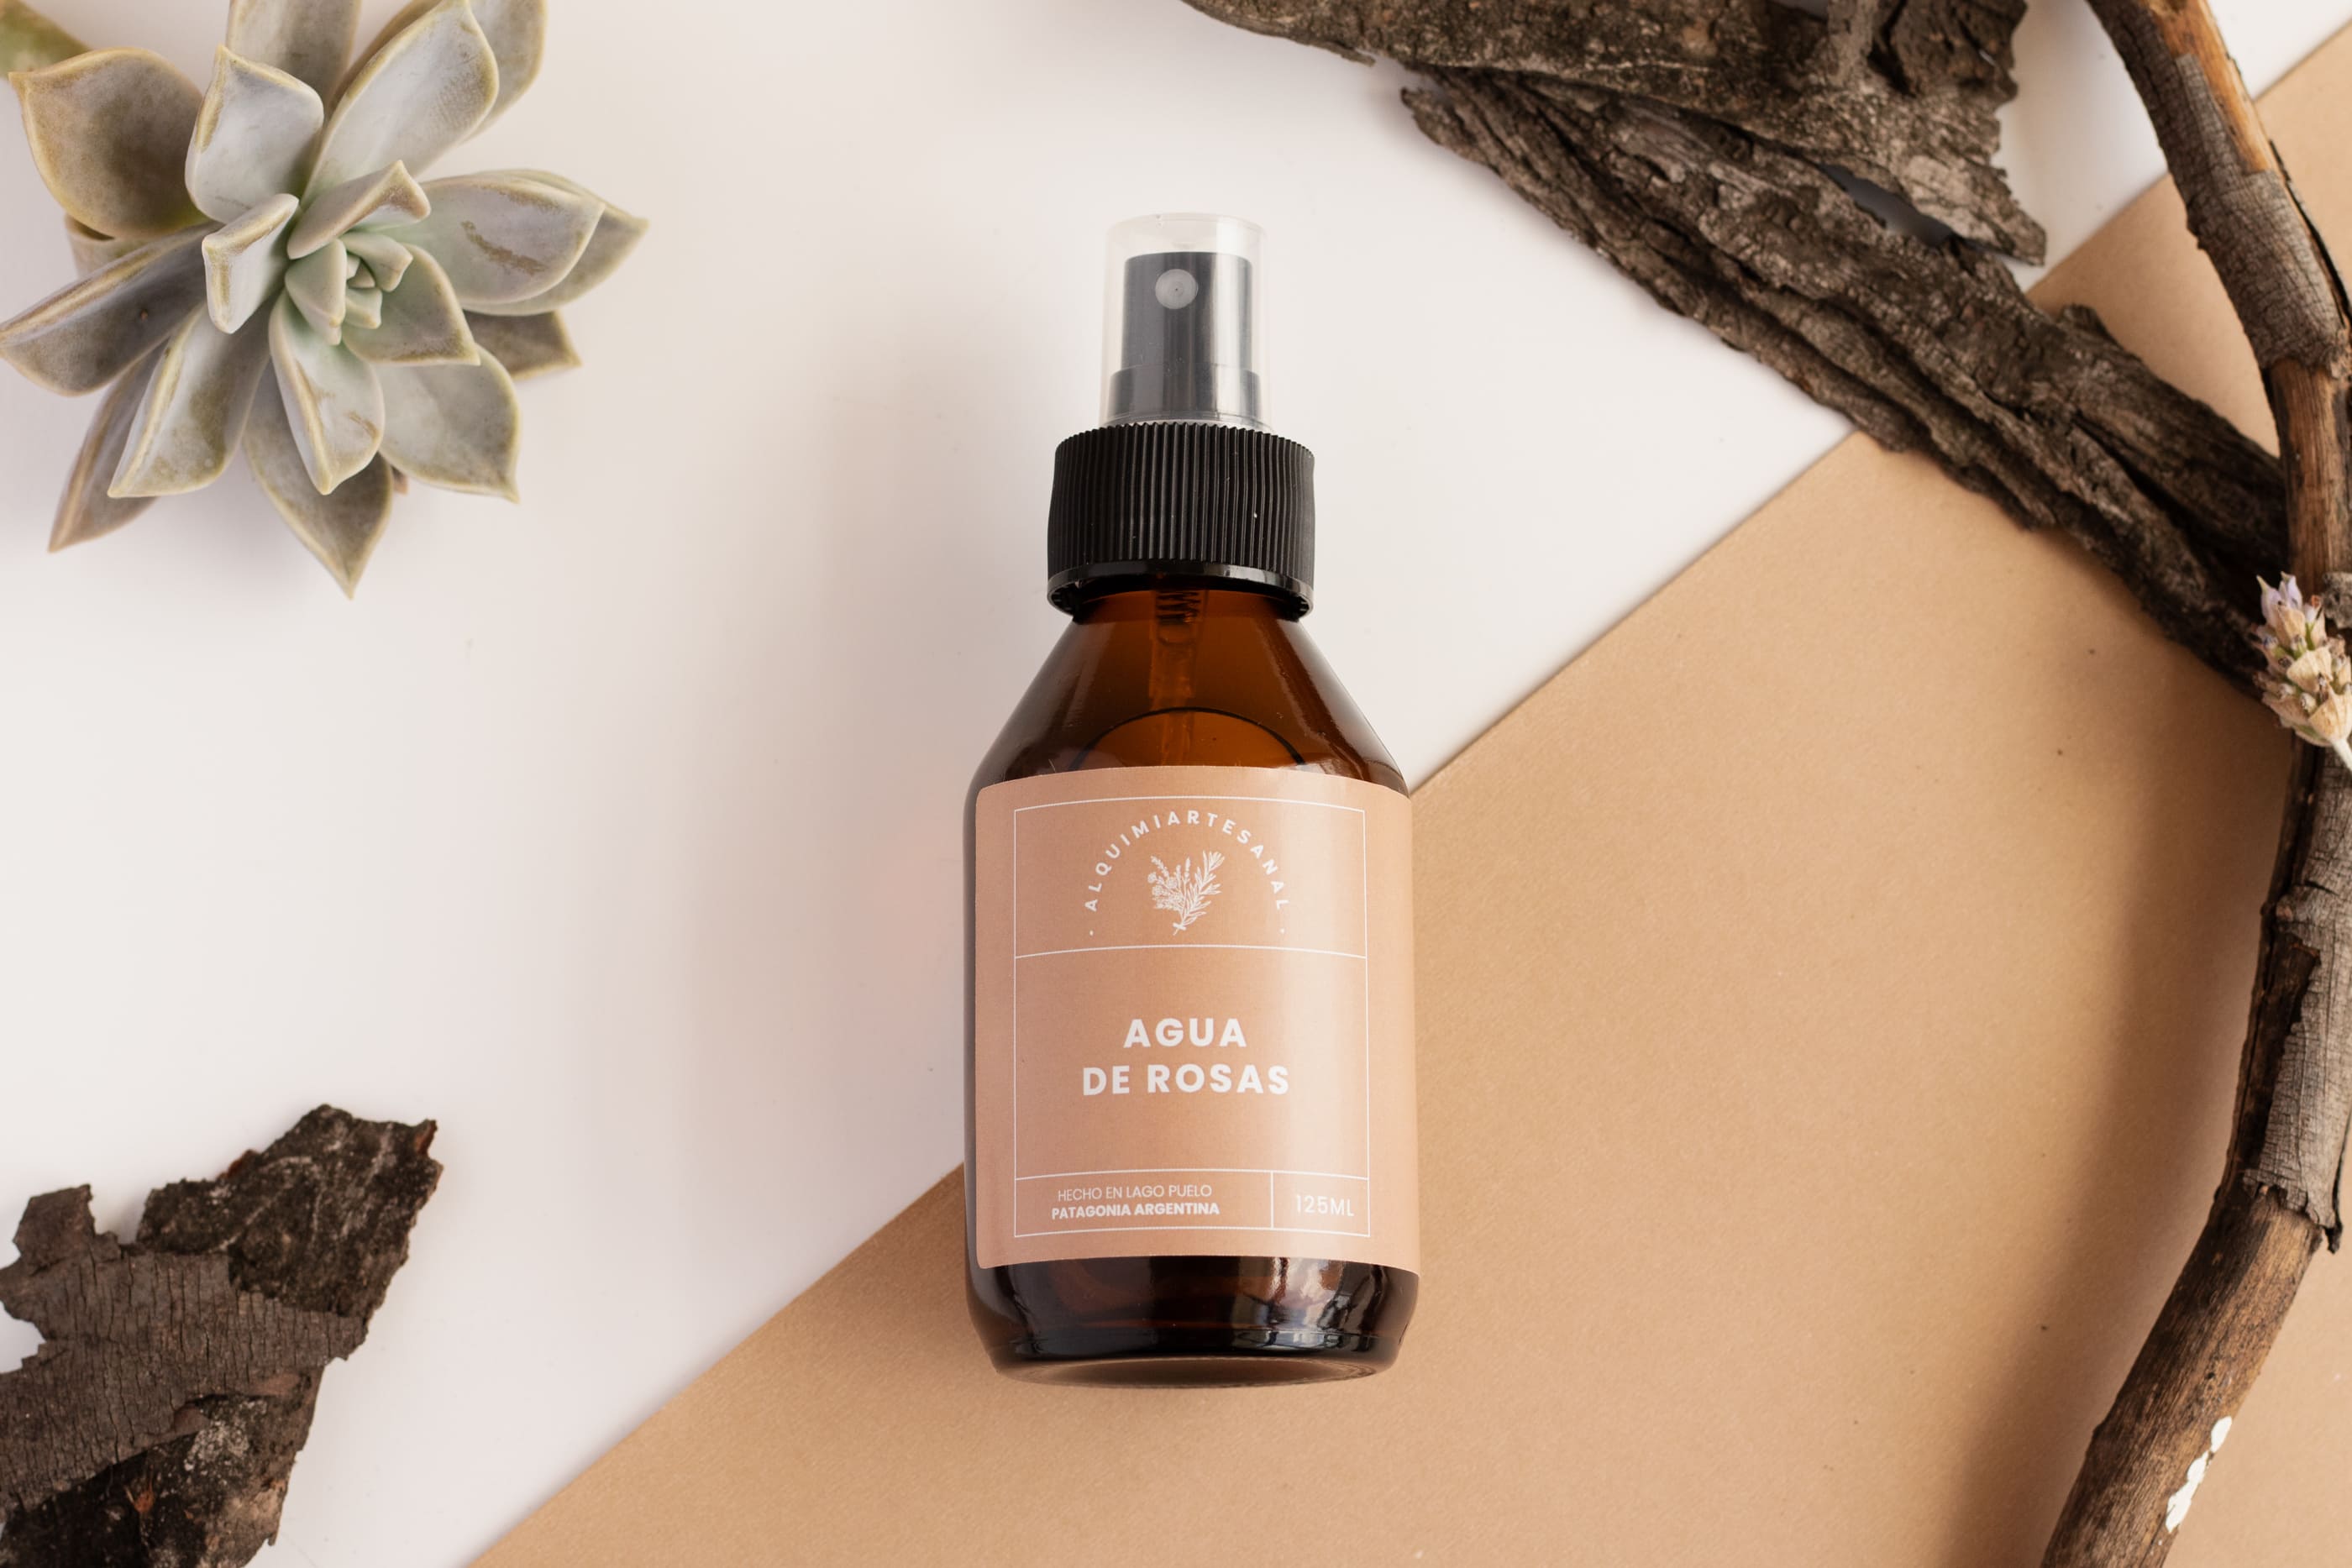 • ALQUIMIARTESANAL •
AGUA
DE ROSAS
HECHO EN LAGO PUELO
PATAGONIA ARGENTINA
125ML